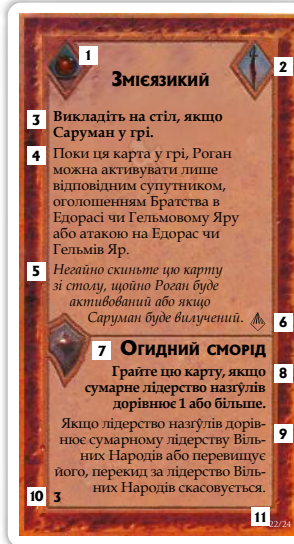 1
2
Змієязикий
3 Викладіть на стіл, якщо
Саруман у грі.
4 Поки ця карта у грі, Роган
можна активувати лише
відповідним супутником,
оголошенням Братства в
Едорасі чи Гельмовому Яру
або атакою на Едорас чи
Гельмів Яр.
5 Негайно скиньте цю карту
зі столу, щойно Роган буде
активований або якщо
Саруман буде вилучений.
6
7 Огидний сморід
Грайте цю карту, якщо 8
сумарне лідерство назґулів
дорівнює 1 або більше.
Якщо лідерство назґулів дорів- 9
нює сумарному лідерству Віль-
них Народів або перевищує
його, перекид за лідерство Віль-
них Народів скасовується.
10 3
11 22/24